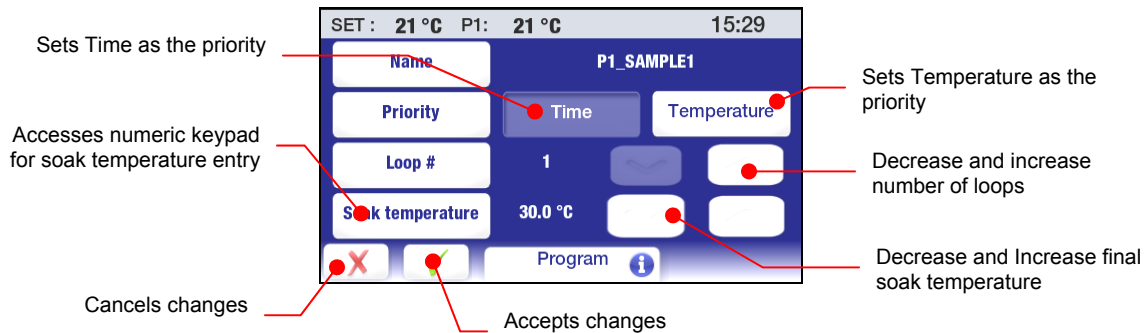 SET : 21 °C P1: 21 °C 15:29
Sets Time as the priority
Name P1_SAMPLE1
Sets Temperature as the
priority
Priority Time Temperature
Accesses numeric keypad
for soak temperature entry
Loop # 1
Decrease and increase
number of loops
Soak temperature 30.0 °C
Decrease and Increase final
soak temperature
Program i
Cancels changes
Accepts changes